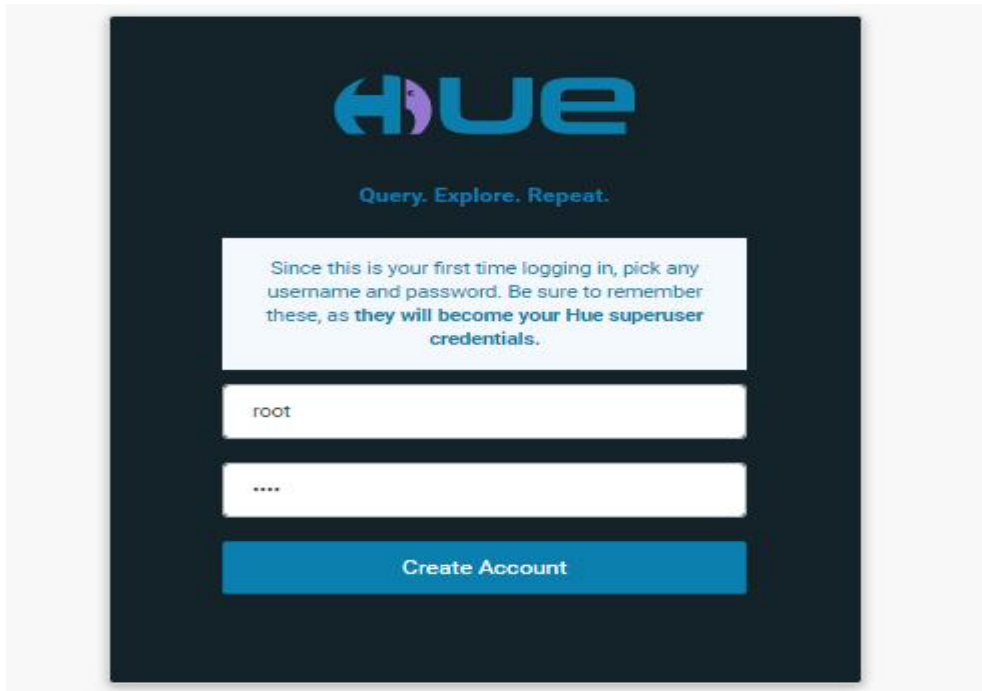 HUE
Query. Explore. Repeat.
Since this is your first time logging in, pick any
username and password. Be sure to remember
these, as they will become your Hue superuser
credentials.
root
••••
Create Account